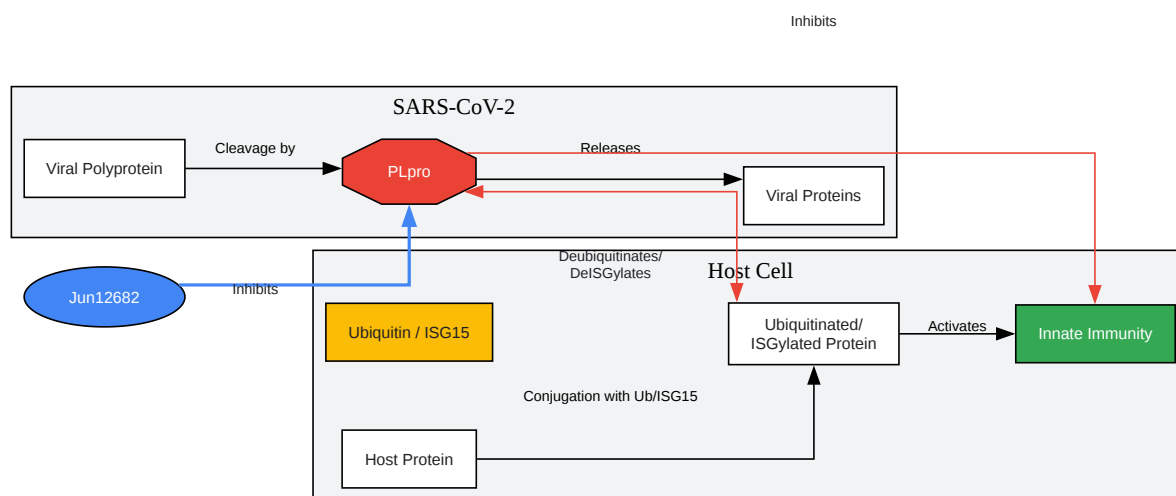 Inhibits
SARS-CoV-2
Cleavage by
Releases
Viral Polyprotein
PLpro
Viral Proteins
Deubiquitinates/
DeISGylates
Host Cell
Jun12682
Inhibits
Ubiquitin / ISG15
Ubiquitinated/
ISGylated Protein
Activates
Innate Immunity
Conjugation with Ub/ISG15
Host Protein